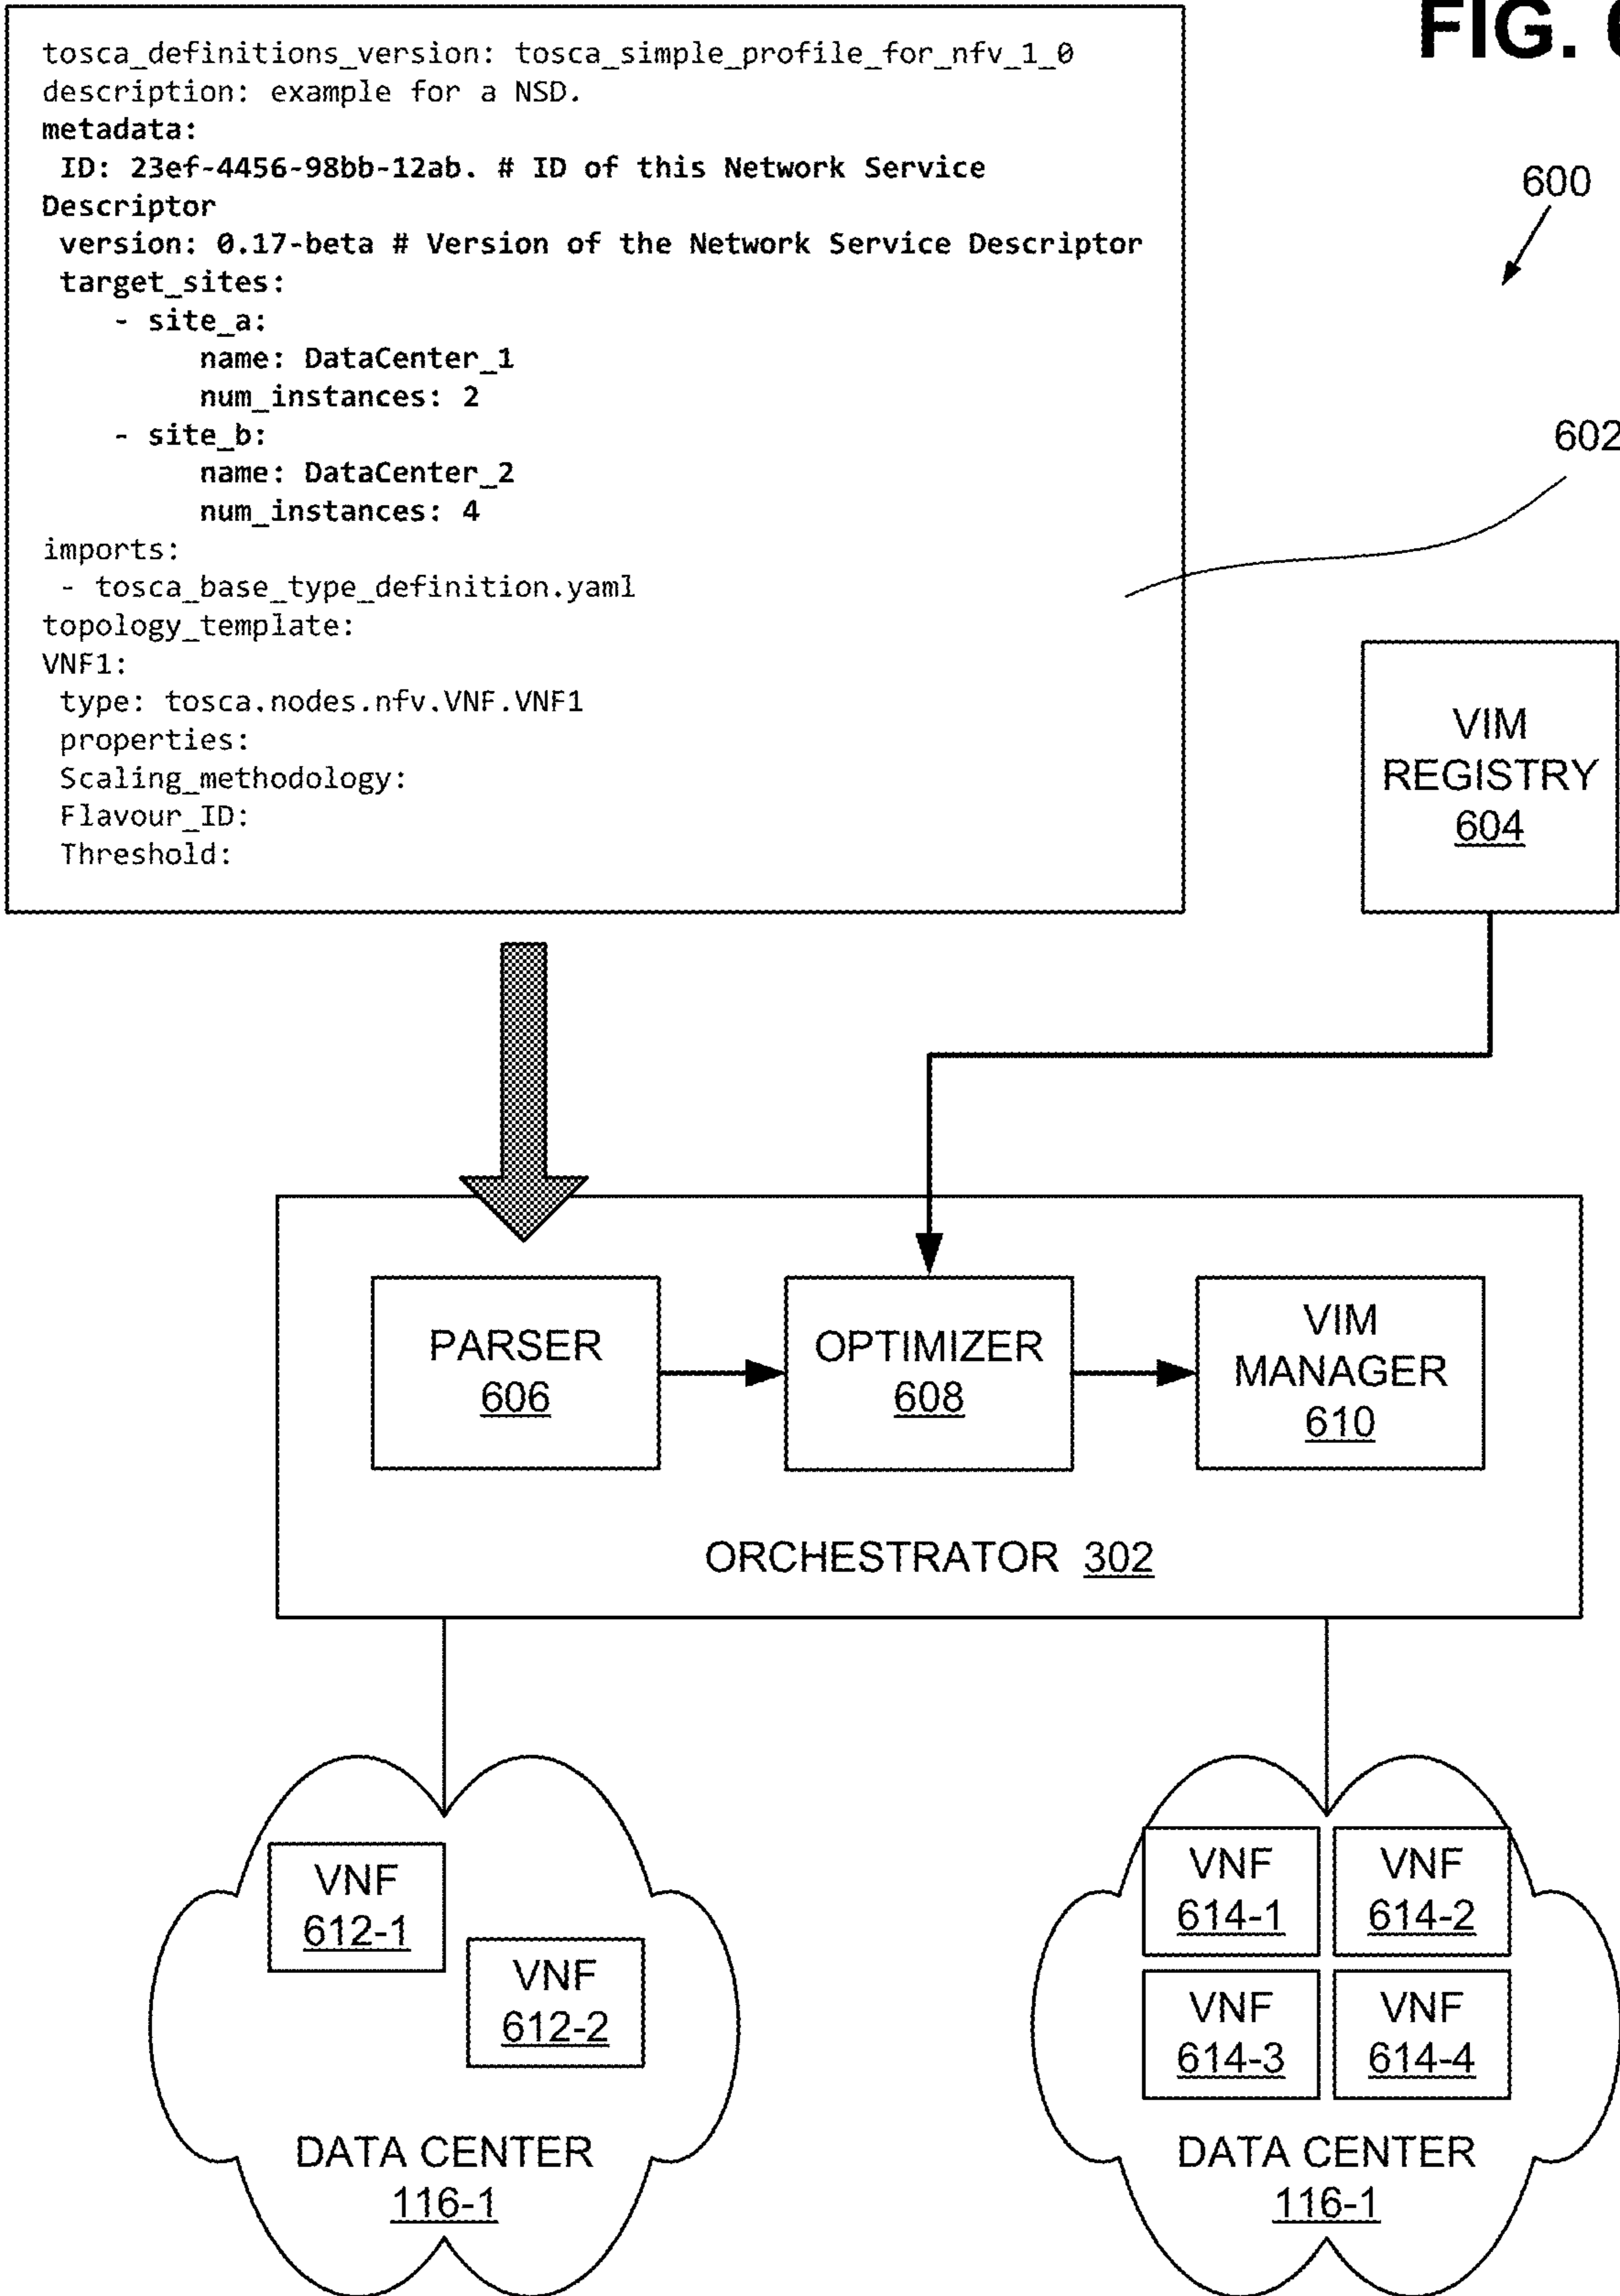 FIG. 6
tosca_definitions_version: tosca_simple_profile_for_nfv_1_0
description: example for a NSD.
metadata:
ID: 23ef-4456-98bb-12ab. # ID of this Network Service
Descriptor
version: 0.17-beta # Version of the Network Service Descriptor
target_sites:
- site_a:
name: DataCenter_1
num_instances: 2
- site_b:
name: DataCenter_2
num_instances: 4
imports:
- tosca_base_type_definition.yaml
topology_template:
VNF1:
type: tosca.nodes.nfv.VNF.VNF1
properties:
Scaling_methodology:
Flavour_ID:
Threshold:
600
602
VIM
REGISTRY
604
PARSER
606
OPTIMIZER
608
VIM
MANAGER
610
ORCHESTRATOR 302
VNF
612-1
VNF
612-2
DATA CENTER
116-1
VNF
614-1
VNF
614-2
VNF
614-3
VNF
614-4
DATA CENTER
116-1